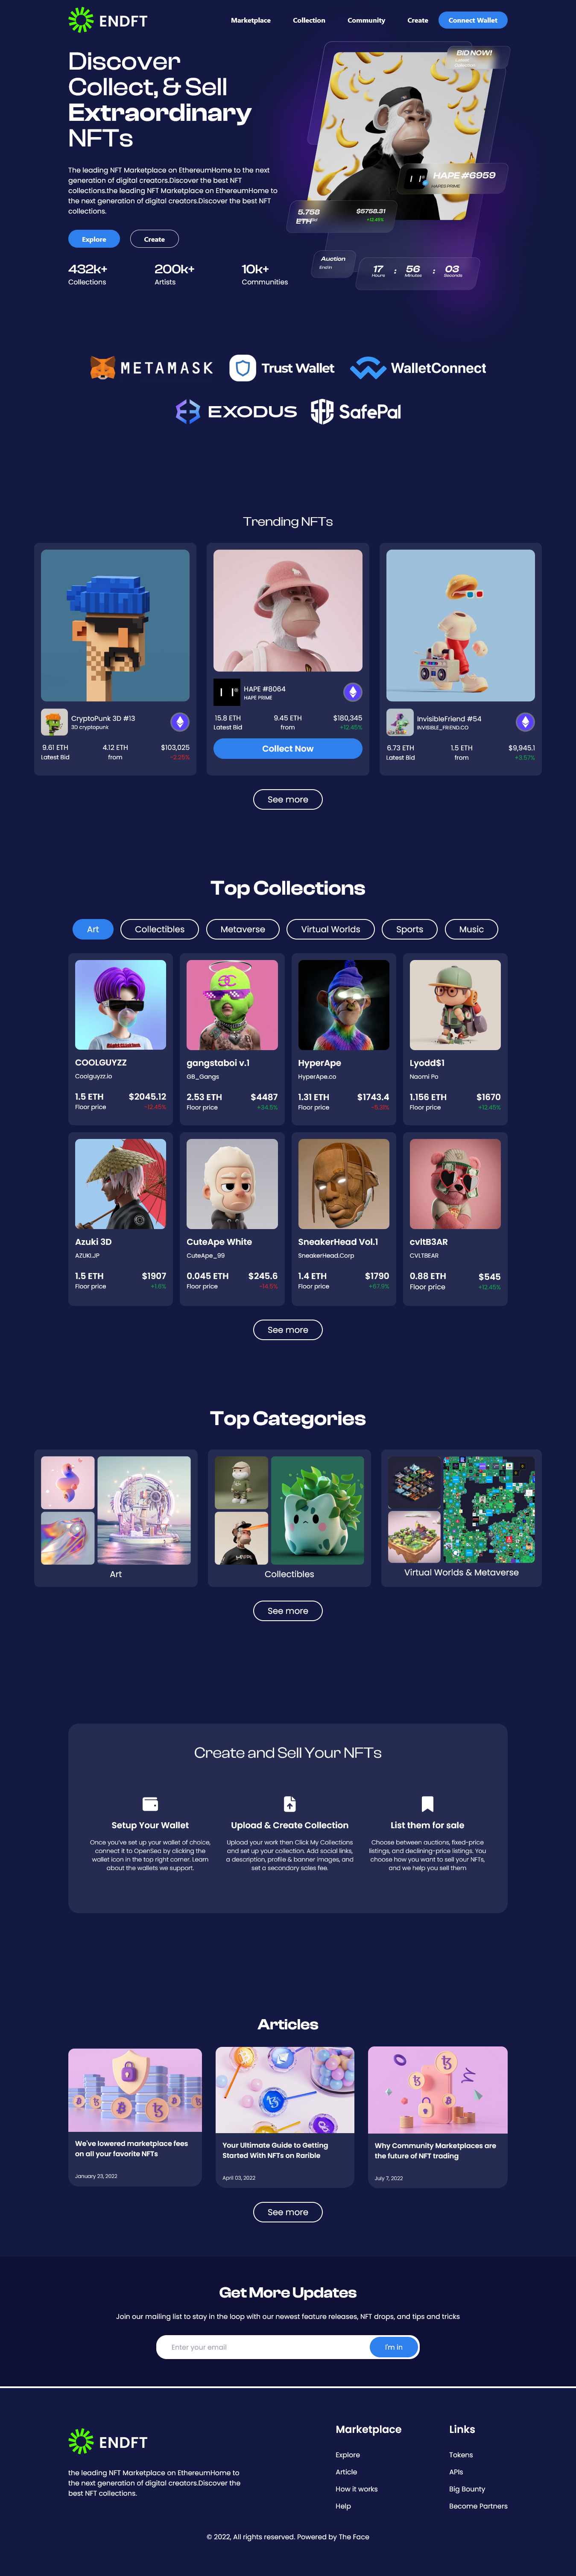 ENDFT
Marketplace
Collection
Community
Create
Connect Wallet
Discover
Collect, & Sell
Extraordinary
NFTs
The leading NFT Marketplace on EthereumHome to the next
generation of digital creators.Discover the best NFT
collections.the leading NFT Marketplace on EthereumHome to
the next generation of digital creators.Discover the best NFT
collections.
Explore
Create
432k+
Collections
200k+
Artists
10k+
Communities
BID NOW!
HAPE #6959
HAPED PRIME
5.758
ETH
$5758.31
+12.45%
Auction
17
Hours
:
56
Minutes
:
03
Seconds
METAMASK
Trust Wallet
WalletConnect
EXODUS
SafePal
Trending NFTs
CryptoPunk 3D #13
3D cryptopunk
9.61 ETH
4.12 ETH
$103,025
Latest Bid
from
-3.25%
HAPE #8064
HAPE PRIME
15.8 ETH
9.45 ETH
$180,345
Latest Bid
from
+12.45%
Collect Now
InvisibleFriend #54
INVISIBLE_FRIEND.CO
6.73 ETH
1.5 ETH
$9,945.1
Latest Bid
from
+3.57%
See more
Top Collections
Art
Collectibles
Metaverse
Virtual Worlds
Sports
Music
COOLGUYZZ
Coolguyzz.io
1.5 ETH
$2045.12
Floor price
-12.45%
gangstaboi v.1
GB_Gangs
2.53 ETH
$4487
Floor price
+34.5%
HyperApe
HyperApe.co
1.31 ETH
$1743.4
Floor price
Lyodd$1
Naomi Po
1.156 ETH
$1670
Floor price
+12.45%
Azuki 3D
AZUKI.JP
1.5 ETH
$1907
Floor price
+1.9%
CuteApe White
CuteApe_99
0.045 ETH
$245.6
Floor price
-14.5%
SneakerHead Vol.1
SneakerHead.Corp
1.4 ETH
$1790
Floor price
+67.9%
cvltB3AR
CVLTBEAR
0.88 ETH
$545
Floor price
+12.45%
See more
Top Categories
Art
Collectibles
Virtual Worlds & Metaverse
See more
Create and Sell Your NFTs
Setup Your Wallet
Once you've set up your wallet of choice,
connect it to OpenSea by clicking the
wallet icon in the top right corner. Learn
about the wallets we support.
Upload & Create Collection
Upload your work then Click My Collections
and set up your collection. Add social links,
a description, profile & banner images, and
set a secondary sales fee.
List them for sale
Choose between auctions, fixed-price
listings, and declining-price listings. You
choose how you want to sell your NFTs,
and we help you sell them
Articles
We've lowered marketplace fees
on all your favorite NFTs
January 23, 2022
Your Ultimate Guide to Getting
Started With NFTs on Rarible
April 03, 2022
Why Community Marketplaces are
the future of NFT trading
July 7, 2022
See more
Get More Updates
Join our mailing list to stay in the loop with our newest feature releases, NFT drops, and tips and tricks
Enter your email
I'm in
ENDFT
the leading NFT Marketplace on EthereumHome to
the next generation of digital creators.Discover the
best NFT collections.
Marketplace
Explore
Article
How it works
Help
Links
Tokens
APIs
Big Bounty
Become Partners
© 2022, All rights reserved. Powered by The Face